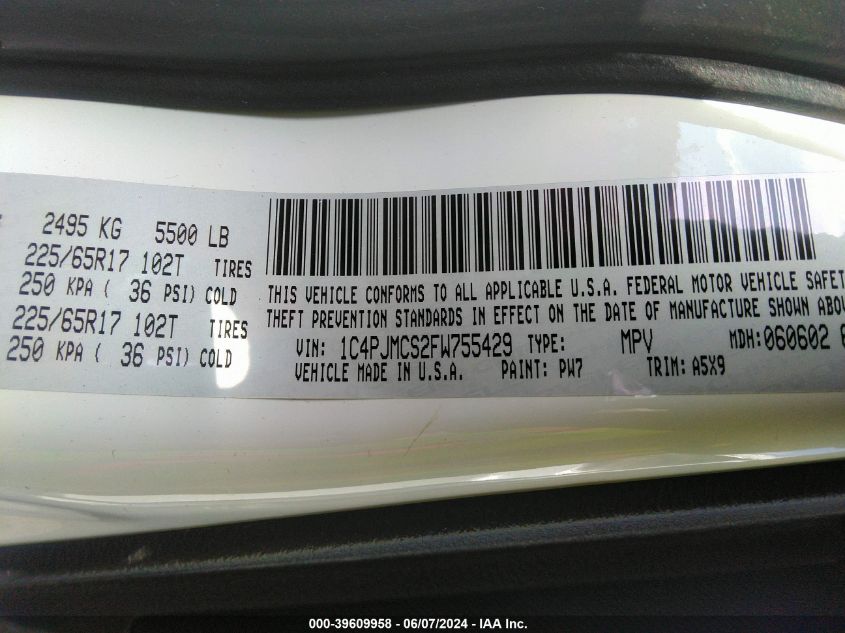 2495 KG 5500 LB
225/65R17 102T TIRES
250 KPA ( 36 PSI) COLD
225/65R17 102T TIRES
250 KPA ( 36 PSI) COLD
THIS VEHICLE CONFORMS TO ALL APPLICABLE U.S.A. FEDERAL MOTOR VEHICLE SAFET
THEFT PREVENTION STANDARDS IN EFFECT ON THE DATE OF MANUFACTURE SHOWN ABOV
VIN: 1C4PJMCS2FW755429 TYPE: MPV MDH:060602
VEHICLE MADE IN U.S.A. PAINT: PW7 TRIM: A5X9
000-39609958 - 06/07/2024 - IAA Inc.